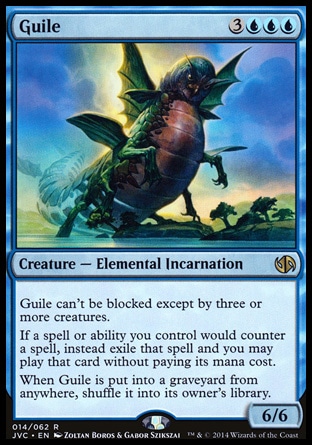 Guile 3
Creature — Elemental Incarnation
Guile can't be blocked except by three or
more creatures.
If a spell or ability you control would counter
a spell, instead exile that spell and you may
play that card without paying its mana cost.
When Guile is put into a graveyard from
anywhere, shuffle it into its owner's library.
6/6
014/062 R
JVC • EN Zoltan Boros & Gabor Szikszai ™ & © 2014 Wizards of the Coast